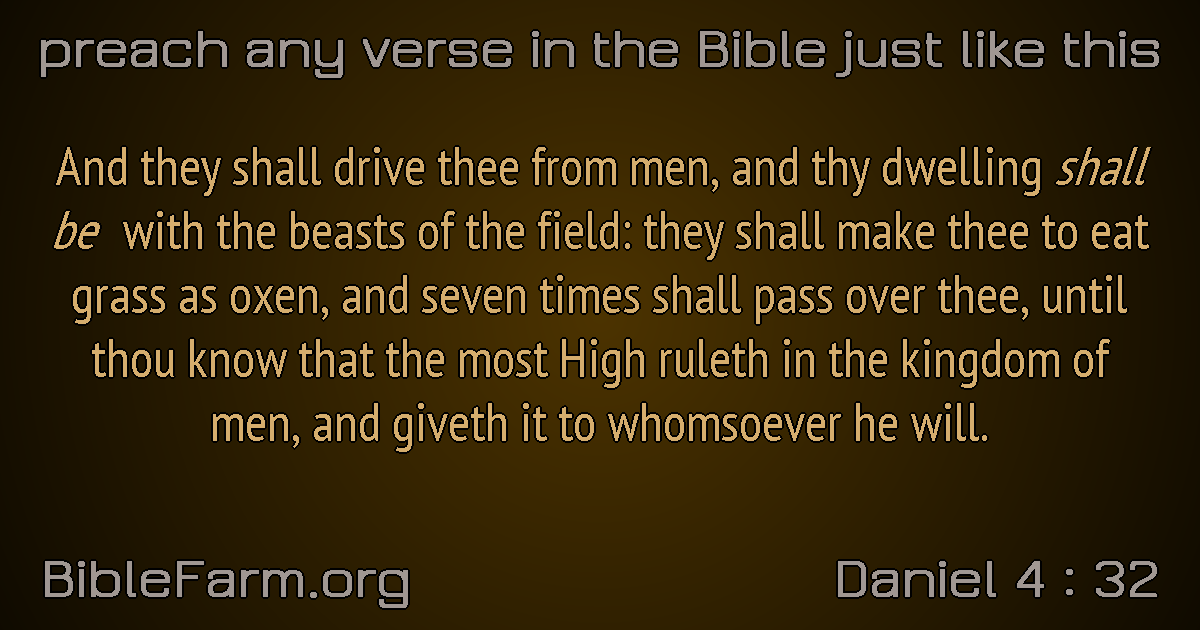 preach any verse in the Bible just like this
And they shall drive thee from men, and thy dwelling shall
be with the beasts of the field: they shall make thee to eat
grass as oxen, and seven times shall pass over thee, until
thou know that the most High ruleth in the kingdom of
men, and giveth it to whomsoever he will.
BibleFarm.org
Daniel 4 : 32